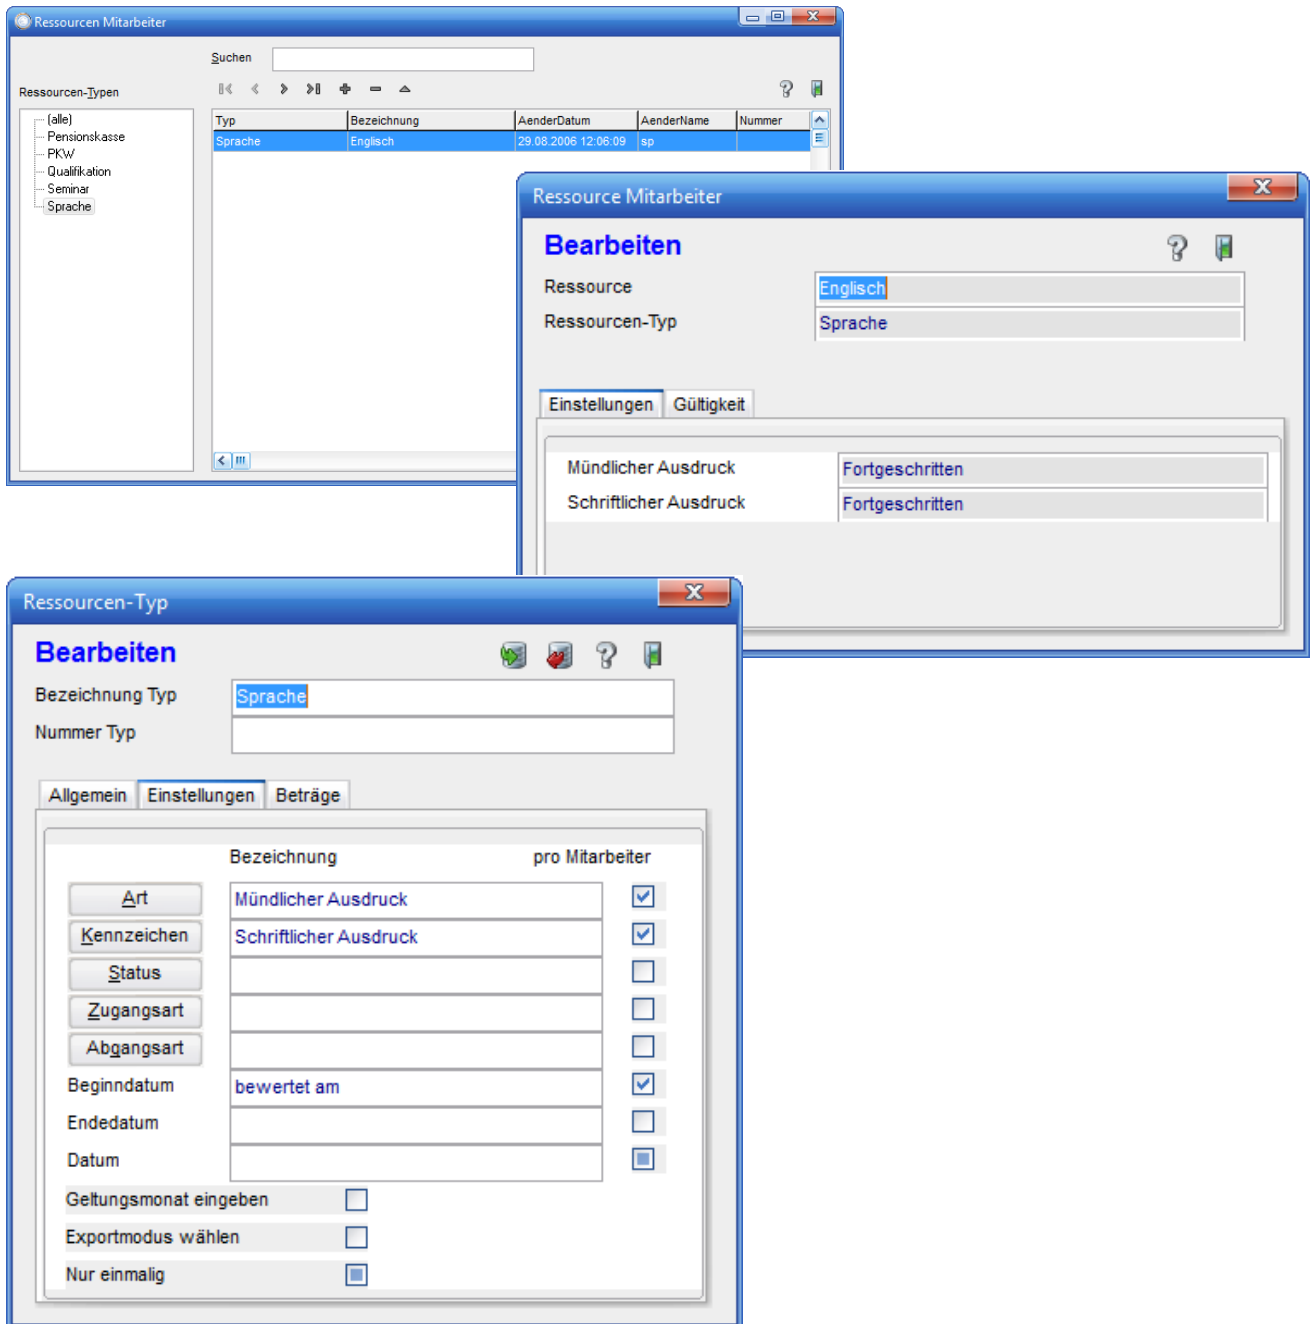 Ressourcen Mitarbeiter
Suchen
Ressourcen-Typen
(alle)
Pensionskasse
PKW
Qualifikation
Seminar
Sprache
Typ Bezeichnung AenderDatum AenderName Nummer
Sprache Englisch 29.08.2006 12:06:09 sp
Ressource Mitarbeiter
Bearbeiten
Ressource Englisch
Ressourcen-Typ Sprache
Einstellungen Gültigkeit
Mündlicher Ausdruck Fortgeschritten
Schriftlicher Ausdruck Fortgeschritten
Ressourcen-Typ
Bearbeiten
Bezeichnung Typ Sprache
Nummer Typ
Allgemein Einstellungen Beträge
Bezeichnung pro Mitarbeiter
Art Mündlicher Ausdruck
Kennzeichen Schriftlicher Ausdruck
Status
Zugangsart
Abgangsart
Beginndatum bewertet am
Endedatum
Datum
Geltungsmonat eingeben
Exportmodus wählen
Nur einmalig